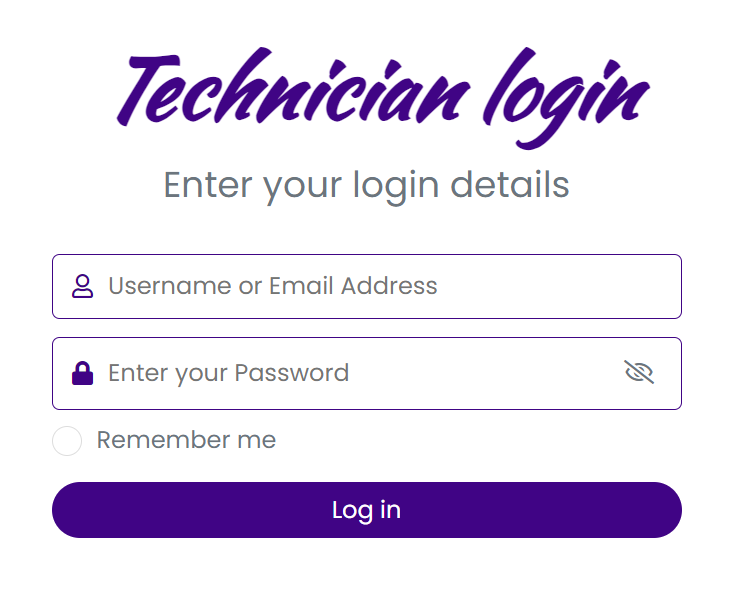 Technician login
Enter your login details
Username or Email Address
Enter your Password
Remember me
Log in